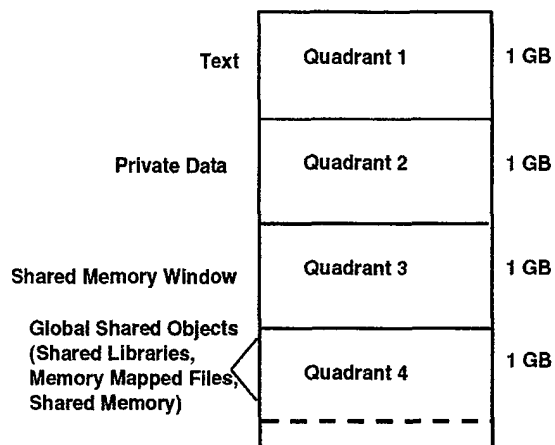 Text Quadrant 1 1 GB
Private Data Quadrant 2 1 GB
Shared Memory Window Quadrant 3 1 GB
Global Shared Objects
(Shared Libraries,
Memory Mapped Files,
Shared Memory)
Quadrant 4 1 GB